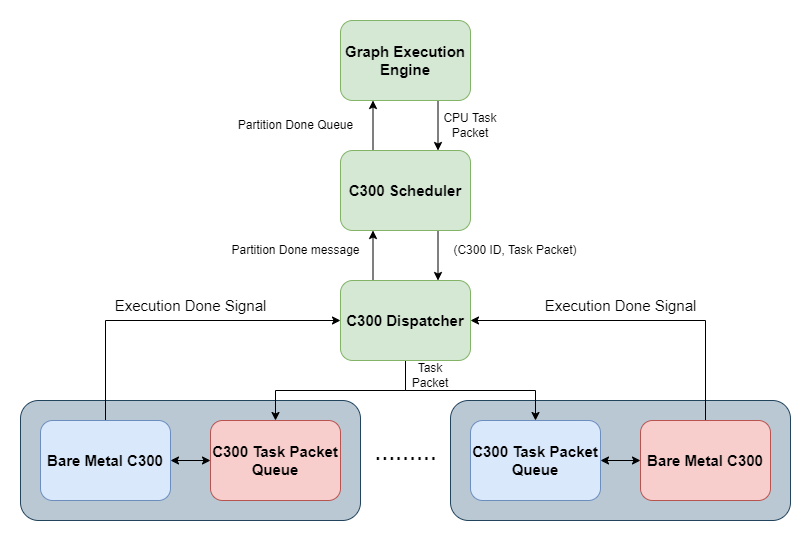 Graph Execution
Engine
Partition Done Queue
CPU Task
Packet
C300 Scheduler
Partition Done message
(C300 ID, Task Packet)
Execution Done Signal
Execution Done Signal
C300 Dispatcher
Task
Packet
Bare Metal C300
C300 Task Packet
Queue
.........
C300 Task Packet
Queue
Bare Metal C300